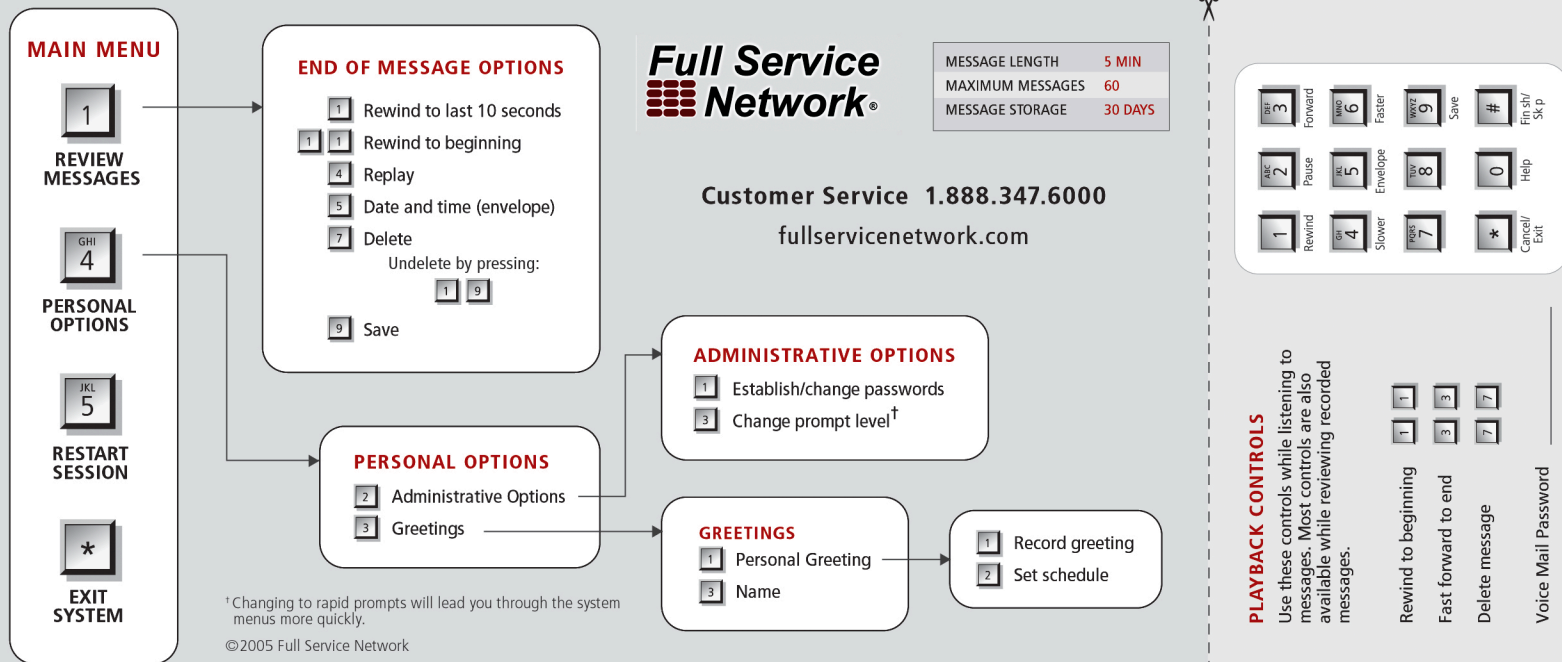 MAIN MENU
1
REVIEW
MESSAGES
GHI
4
PERSONAL
OPTIONS
JKL
5
RESTART
SESSION
*
EXIT
SYSTEM
END OF MESSAGE OPTIONS
1 Rewind to last 10 seconds
1 1 Rewind to beginning
4 Replay
5 Date and time (envelope)
7 Delete
Undelete by pressing:
1 9
9 Save
Full Service
Network®
MESSAGE LENGTH 5 MIN
MAXIMUM MESSAGES 60
MESSAGE STORAGE 30 DAYS
Customer Service 1.888.347.6000
fullservicenetwork.com
PERSONAL OPTIONS
2 Administrative Options
3 Greetings
ADMINISTRATIVE OPTIONS
1 Establish/change passwords
3 Change prompt level†
GREETINGS
1 Personal Greeting
3 Name
1 Record greeting
2 Set schedule
† Changing to rapid prompts will lead you through the system
menus more quickly.
©2005 Full Service Network
PLAYBACK CONTROLS
Use these controls while listening to
messages. Most controls are also
available while reviewing recorded
messages.
Rewind to beginning 1 1
Fast forward to end 3 3
Delete message 7 7
Voice Mail Password
1 ABC 2 DEF 3
Rewind Pause Forward
GH 4 JKL 5 MNO 6
Slower Envelope Faster
PQRS 7 TUV 8 WXYZ 9
Save
* 0 #
Cancel/ Help Fin sh/
Exit Sk p